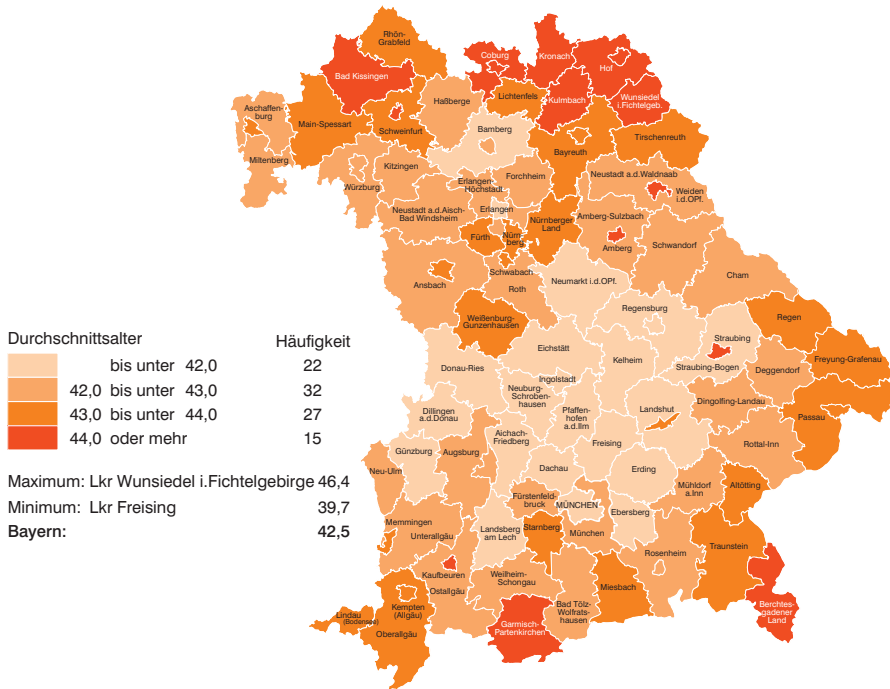 Rhön-
Grabfeld
Coburg
Kronach
Hof
Bad Kissingen
Lichtenfels
Kulmbach
Wunsiedel
i.Fichtelgeb.
Aschaffen-
burg
Haßberge
Main-Spessart
Schweinfurt
Bamberg
Bayreuth
Tirschenreuth
Miltenberg
Kitzingen
Würzburg
Erlangen-
Höchstadt
Forchheim
Neustadt a.d.Waldnaab
Weiden
i.d.OPf.
Neustadt a.d.Aisch-
Bad Windsheim
Erlangen
Nürnberger
Land
Amberg-Sulzbach
Fürth
Nürn-
berg
Amberg
Schwandorf
Ansbach
Schwabach
Roth
Neumarkt i.d.OPf.
Cham
Weißenburg-
Gunzenhausen
Regensburg
Regen
Durchschnittsalter
Häufigkeit
bis unter 42,0 22
42,0 bis unter 43,0 32
43,0 bis unter 44,0 27
44,0 oder mehr 15
Maximum: Lkr Wunsiedel i.Fichtelgebirge 46,4
Minimum: Lkr Freising 39,7
Bayern: 42,5
Eichstätt
Straubing
Straubing-Bogen
Freyung-Grafenau
Donau-Ries
Kelheim
Deggendorf
Ingolstadt
Neuburg-
Schroben-
hausen
Dillingen
a.d.Donau
Pfaffen-
hofen
a.d.Ilm
Landshut
Dingolfing-Landau
Passau
Aichach-
Friedberg
Günzburg
Augsburg
Freising
Rottal-Inn
Neu-Ulm
Dachau
Erding
Mühldorf
a.Inn
Altötting
Fürstenfeld-
bruck
MÜNCHEN
Ebersberg
Memmingen
Unterallgäu
Landsberg
am Lech
Starnberg
München
Traunstein
Rosenheim
Kaufbeuren
Ostallgäu
Weilheim-
Schongau
Miesbach
Bad Tölz-
Wolfrats-
hausen
Berchtes-
gadener
Land
Lindau
(Bodensee)
Kempten
(Allgäu)
Oberallgäu
Garmisch-
Partenkirchen